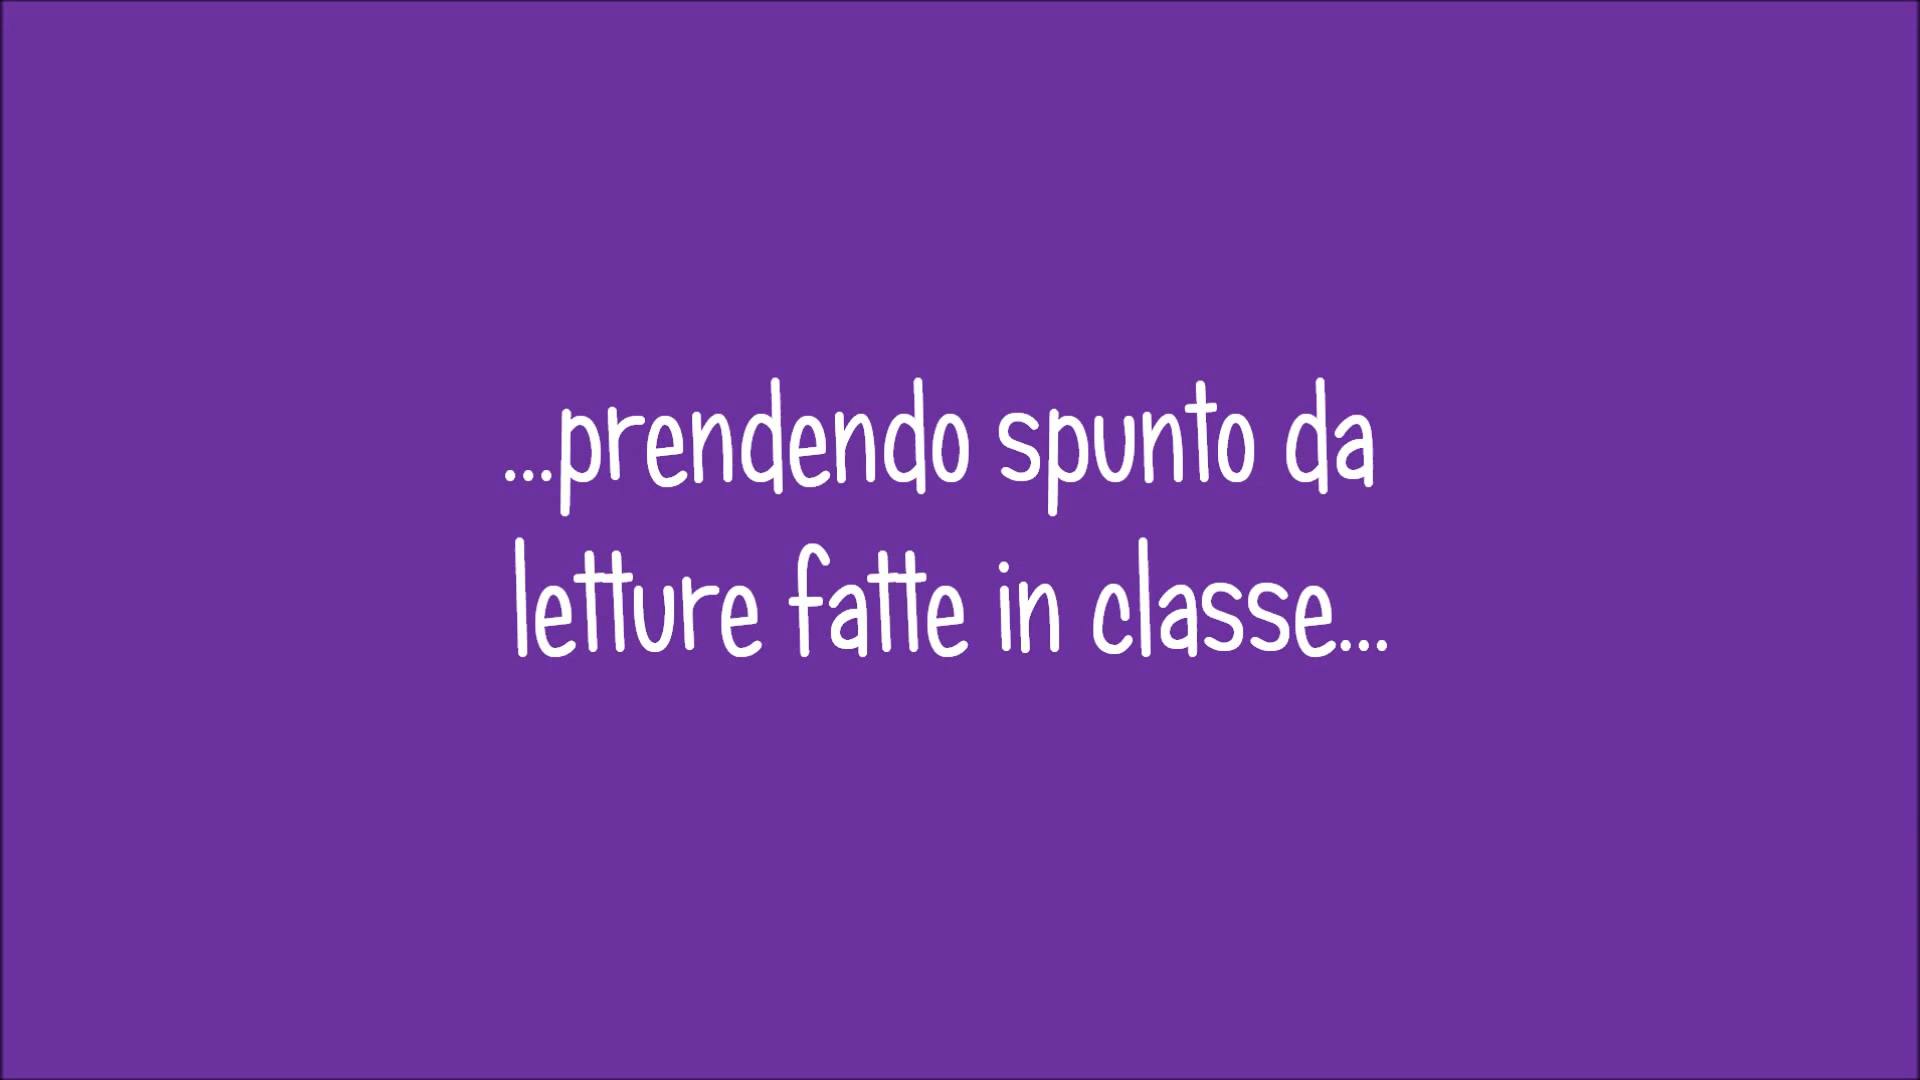 ...prendendo spunto da
letture fatte in classe...